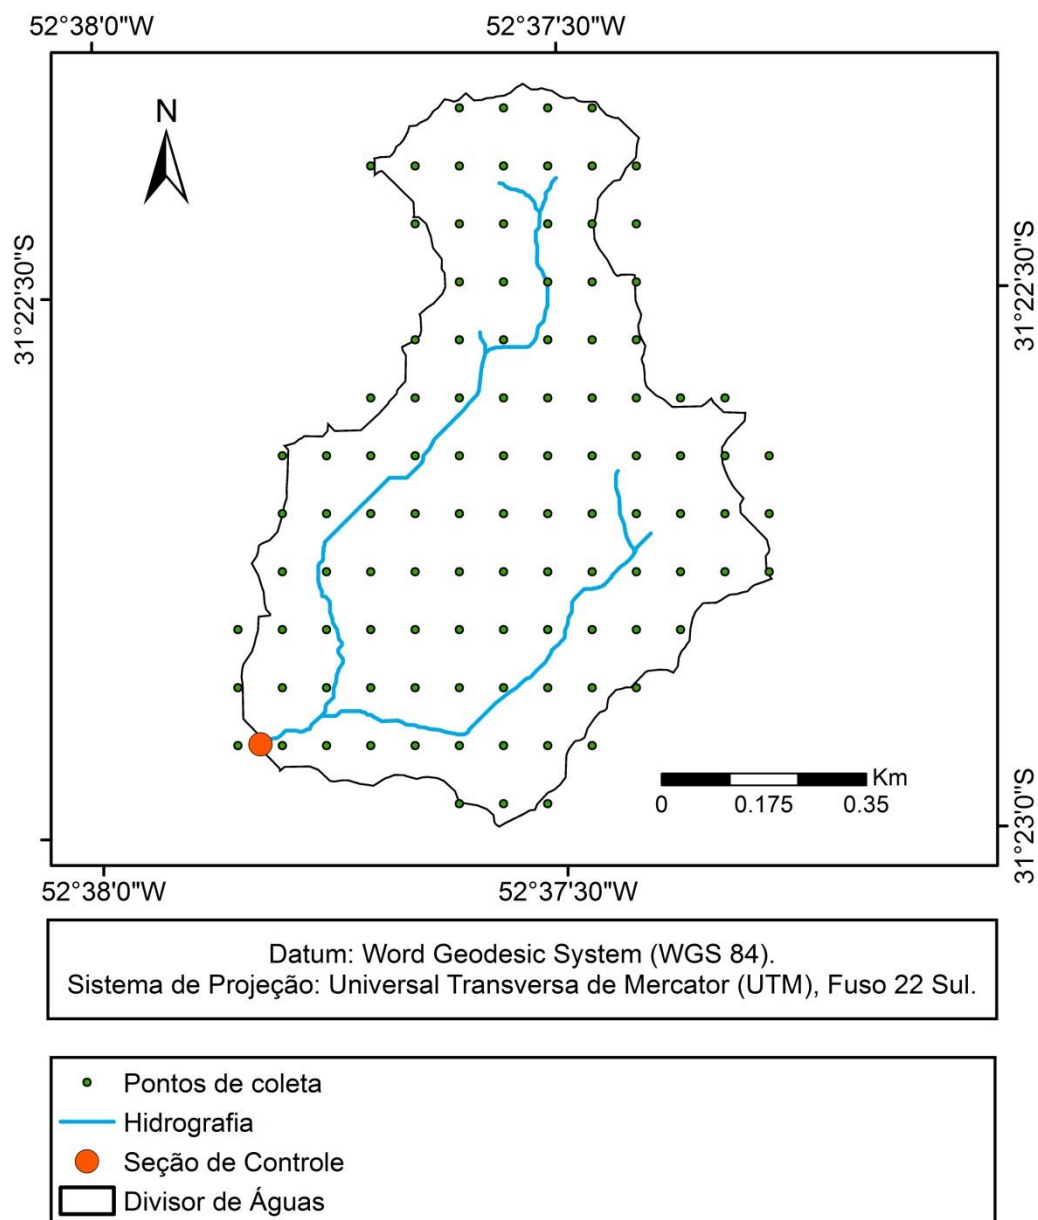 52°38'0"W
52°37'30"W
N
31°22'30"S
31°22'30"S
Km
0
0.175
0.35
31°23'0"S
52°38'0"W
52°37'30"W
Datum: Word Geodesic System (WGS 84).
Sistema de Projeção: Universal Transversa de Mercator (UTM), Fuso 22 Sul.
Pontos de coleta
Hidrografia
Seção de Controle
Divisor de Águas